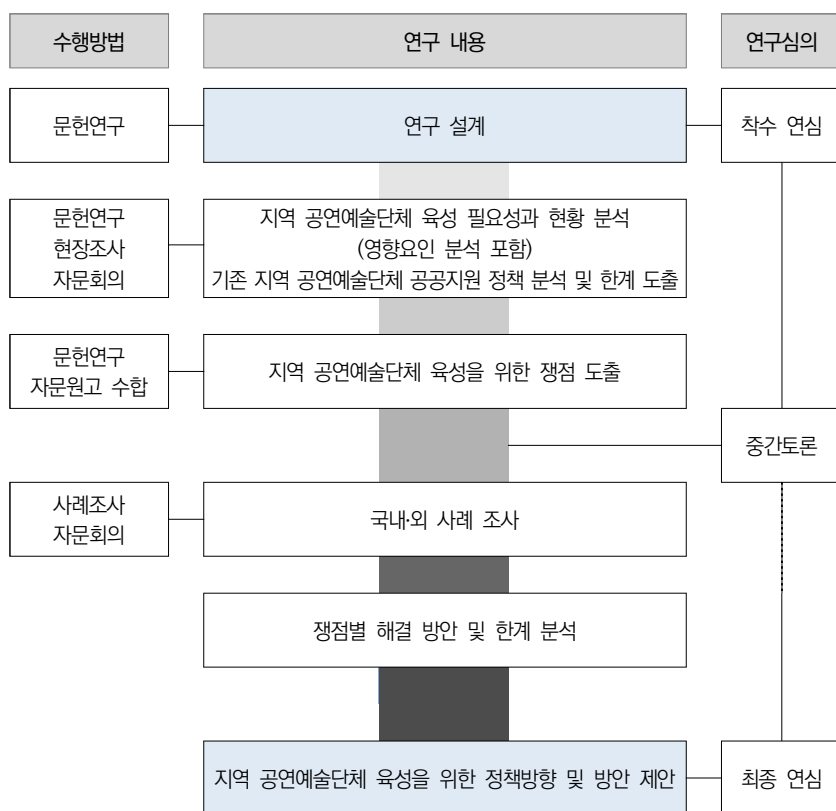 수행방법
연구 내용
연구심의
문헌연구
연구 설계
착수 연심
문헌연구
현장조사
자문회의
지역 공연예술단체 육성 필요성과 현황 분석
(영향요인 분석 포함)
기존 지역 공연예술단체 공공지원 정책 분석 및 한계 도출
문헌연구
자문원고 수합
지역 공연예술단체 육성을 위한 쟁점 도출
중간토론
사례조사
자문회의
국내·외 사례 조사
쟁점별 해결 방안 및 한계 분석
지역 공연예술단체 육성을 위한 정책방향 및 방안 제안
최종 연심